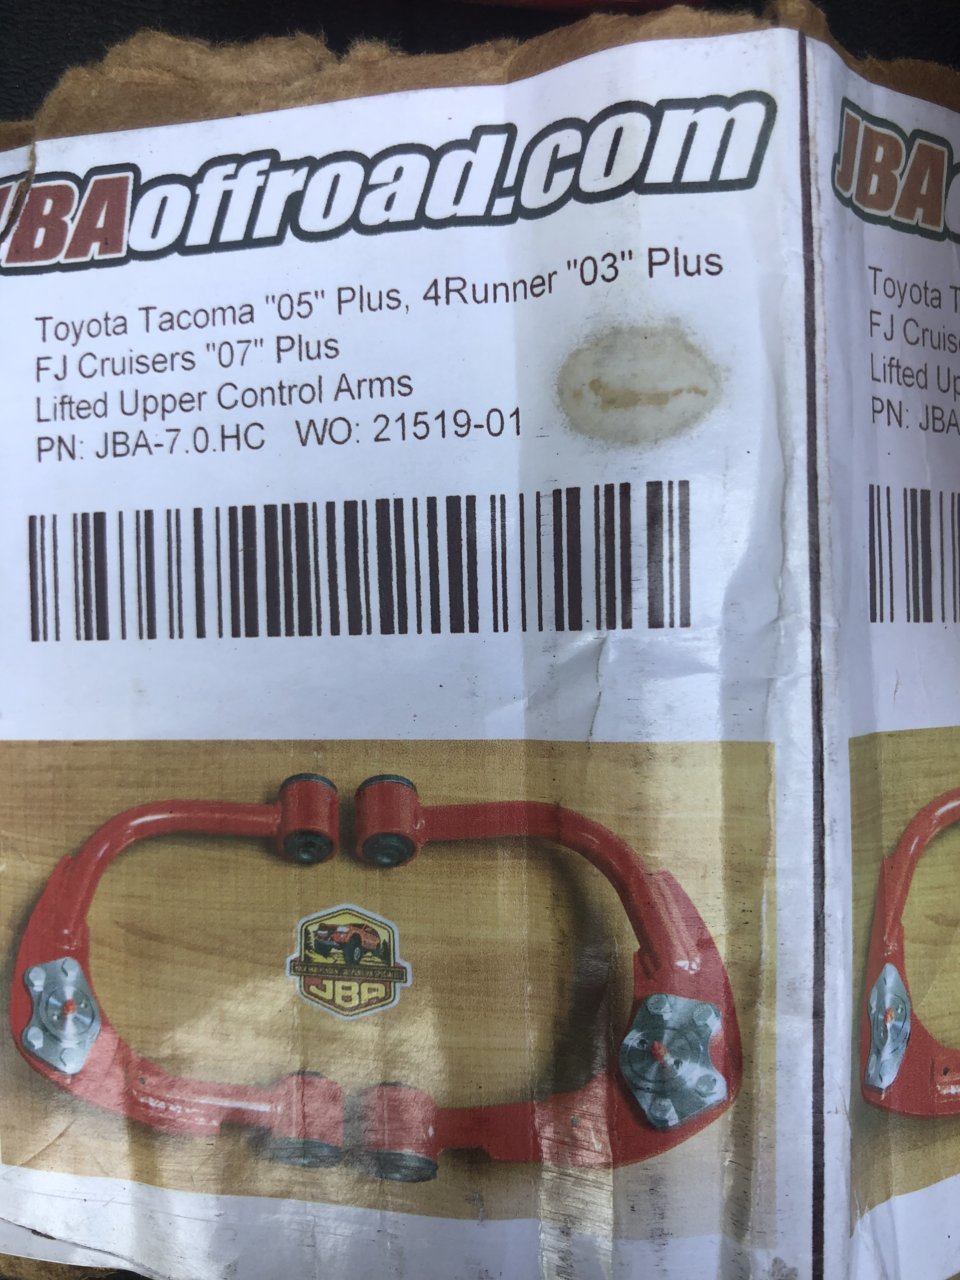 JBAoffroad.com
Toyota Tacoma "05" Plus, 4Runner "03" Plus
FJ Cruisers "07" Plus
Lifted Upper Control Arms
PN: JBA-7.0.HC WO: 21519-01
JBA
JBA
Toyota T
FJ Cruise
Lifted Up
PN: JBA